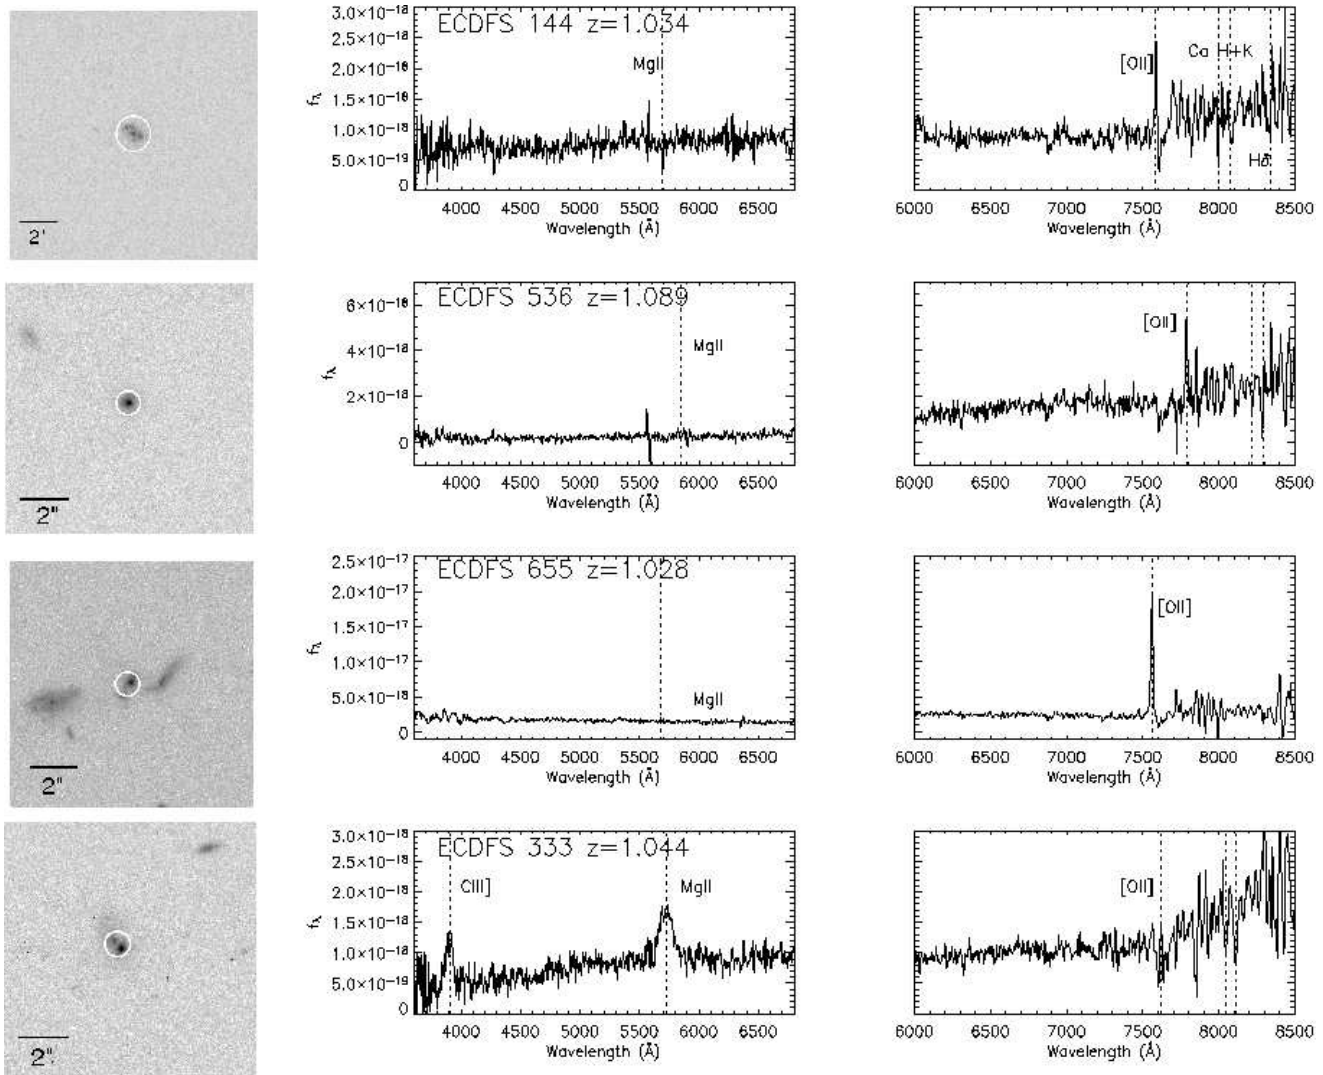 2'
ECDFS 144 z=1.034
3.0×10⁻¹⁸
2.5×10⁻¹⁸
2.0×10⁻¹⁸
1.5×10⁻¹⁸
1.0×10⁻¹⁸
5.0×10⁻¹⁹
0
fλ
MgII
4000 4500 5000 5500 6000 6500
Wavelength (Å)
[OII]
Ca H+K
Hδ
6000 6500 7000 7500 8000 8500
Wavelength (Å)
2"
ECDFS 536 z=1.089
6×10⁻¹⁸
4×10⁻¹⁸
2×10⁻¹⁸
0
fλ
MgII
4000 4500 5000 5500 6000 6500
Wavelength (Å)
[OII]
6000 6500 7000 7500 8000 8500
Wavelength (Å)
2"
ECDFS 655 z=1.028
2.5×10⁻¹⁷
2.0×10⁻¹⁷
1.5×10⁻¹⁷
1.0×10⁻¹⁷
5.0×10⁻¹⁸
0
fλ
MgII
4000 4500 5000 5500 6000 6500
Wavelength (Å)
[OII]
6000 6500 7000 7500 8000 8500
Wavelength (Å)
2"
ECDFS 333 z=1.044
3.0×10⁻¹⁸
2.5×10⁻¹⁸
2.0×10⁻¹⁸
1.5×10⁻¹⁸
1.0×10⁻¹⁸
5.0×10⁻¹⁹
0
fλ
CIII]
MgII
4000 4500 5000 5500 6000 6500
Wavelength (Å)
[OII]
6000 6500 7000 7500 8000 8500
Wavelength (Å)